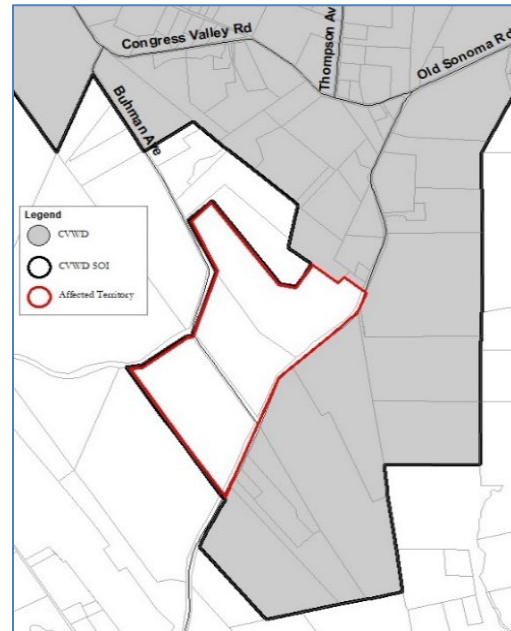 Congress Valley Rd
Thompson Av
Old Sonoma Rd
Buhman Ave
Legend
CVWD
CVWD SOI
Affected Territory